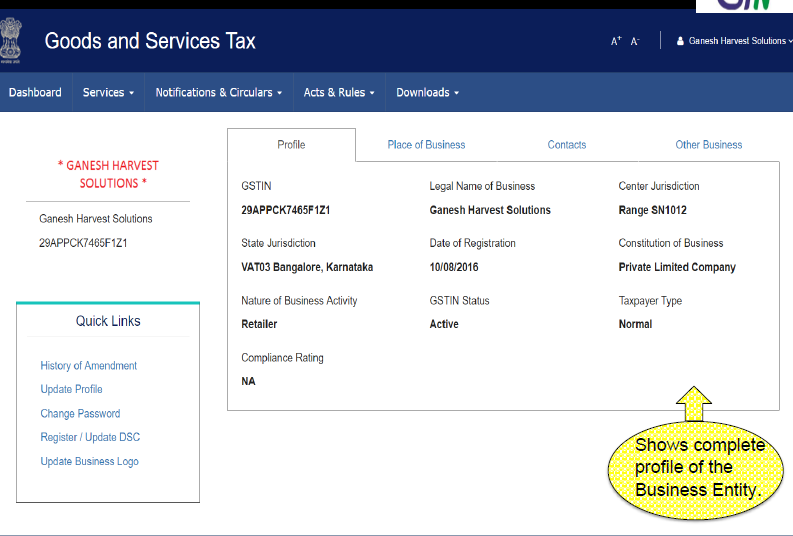 Goods and Services Tax
A+ A-
Ganesh Harvest Solutions
Dashboard
Services
Notifications & Circulars
Acts & Rules
Downloads
* GANESH HARVEST
SOLUTIONS *
Ganesh Harvest Solutions
29APPCK7465F1Z1
Quick Links
History of Amendment
Update Profile
Change Password
Register / Update DSC
Update Business Logo
Profile
Place of Business
Contacts
Other Business
GSTIN
29APPCK7465F1Z1
Legal Name of Business
Ganesh Harvest Solutions
Center Jurisdiction
Range SN1012
State Jurisdiction
VAT03 Bangalore, Karnataka
Date of Registration
10/08/2016
Constitution of Business
Private Limited Company
Nature of Business Activity
Retailer
GSTIN Status
Active
Taxpayer Type
Normal
Compliance Rating
NA
Shows complete
profile of the
Business Entity.